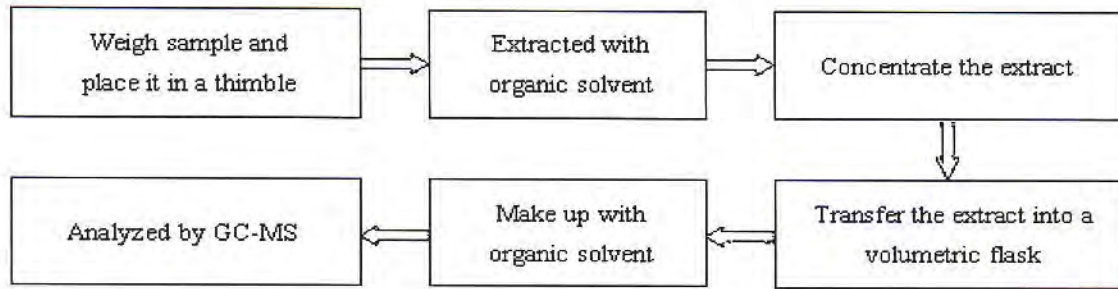 Weigh sample and
place it in a thimble
Extracted with
organic solvent
Concentrate the extract
Transfer the extract into a
volumetric flask
Make up with
organic solvent
Analyzed by GC-MS